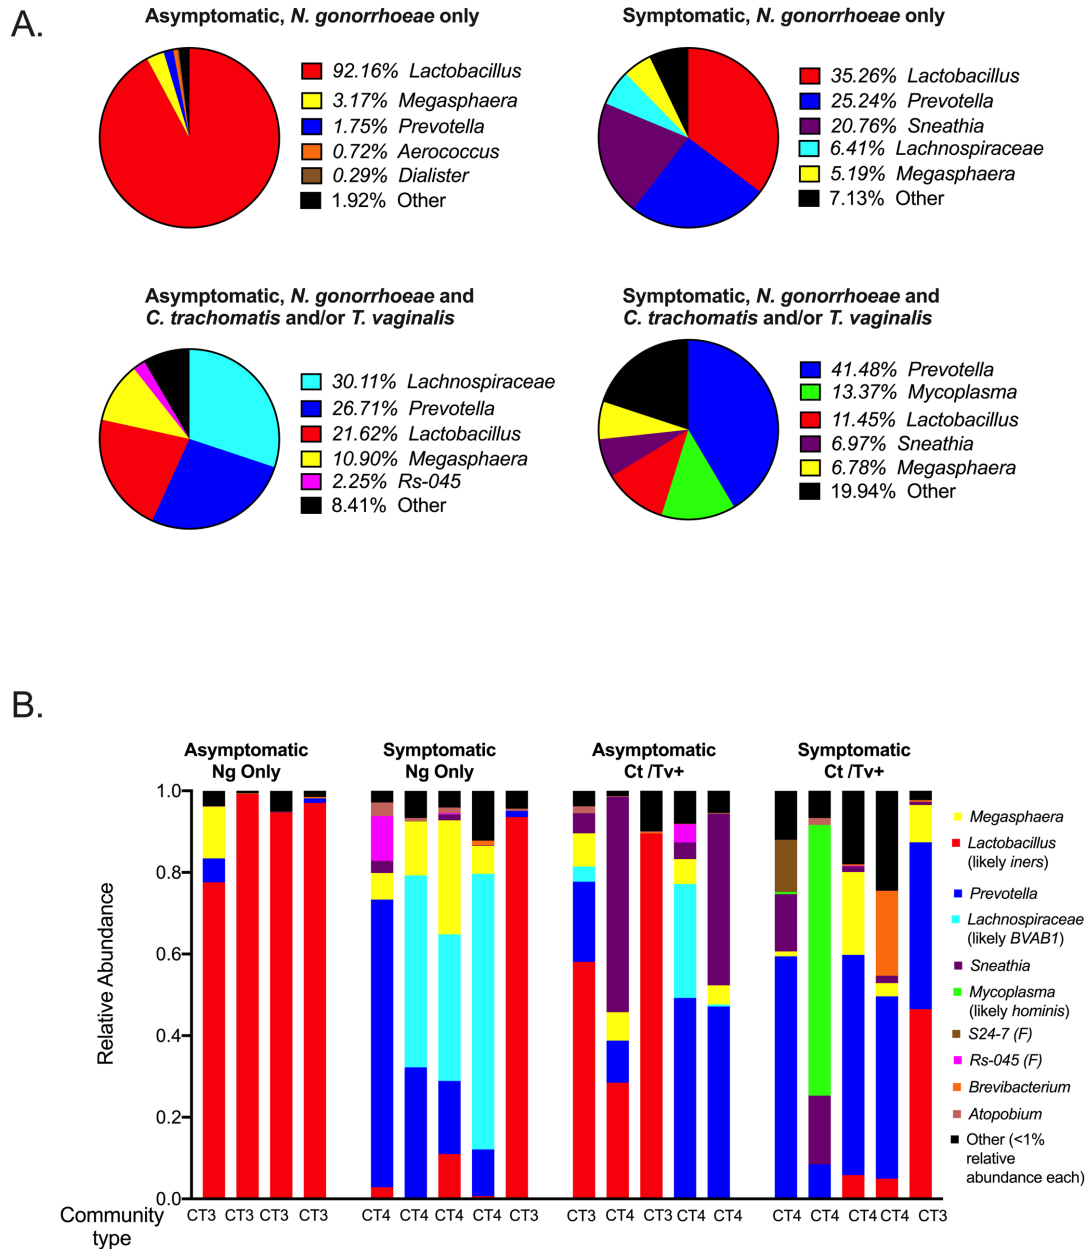 A.
Asymptomatic, N. gonorrhoeae only
92.16% Lactobacillus
3.17% Megasphaera
1.75% Prevotella
0.72% Aerococcus
0.29% Dialister
1.92% Other
Symptomatic, N. gonorrhoeae only
35.26% Lactobacillus
25.24% Prevotella
20.76% Sneathia
6.41% Lachnospiraceae
5.19% Megasphaera
7.13% Other
Asymptomatic, N. gonorrhoeae and
C. trachomatis and/or T. vaginalis
30.11% Lachnospiraceae
26.71% Prevotella
21.62% Lactobacillus
10.90% Megasphaera
2.25% Rs-045
8.41% Other
Symptomatic, N. gonorrhoeae and
C. trachomatis and/or T. vaginalis
41.48% Prevotella
13.37% Mycoplasma
11.45% Lactobacillus
6.97% Sneathia
6.78% Megasphaera
19.94% Other
B.
Asymptomatic
Ng Only
Symptomatic
Ng Only
Asymptomatic
Ct /Tv+
Symptomatic
Ct /Tv+
Relative Abundance
1.0
0.8
0.6
0.4
0.2
0.0
Community
type
CT3 CT3 CT3 CT3 CT4 CT4 CT4 CT4 CT3 CT3 CT4 CT3 CT4 CT4 CT4 CT4 CT4 CT4 CT3
Megasphaera
Lactobacillus
(likely iners)
Prevotella
Lachnospiraceae
(likely BVAB1)
Sneathia
Mycoplasma
(likely hominis)
S24-7 (F)
Rs-045 (F)
Brevibacterium
Atopobium
Other (<1%
relative
abundance each)